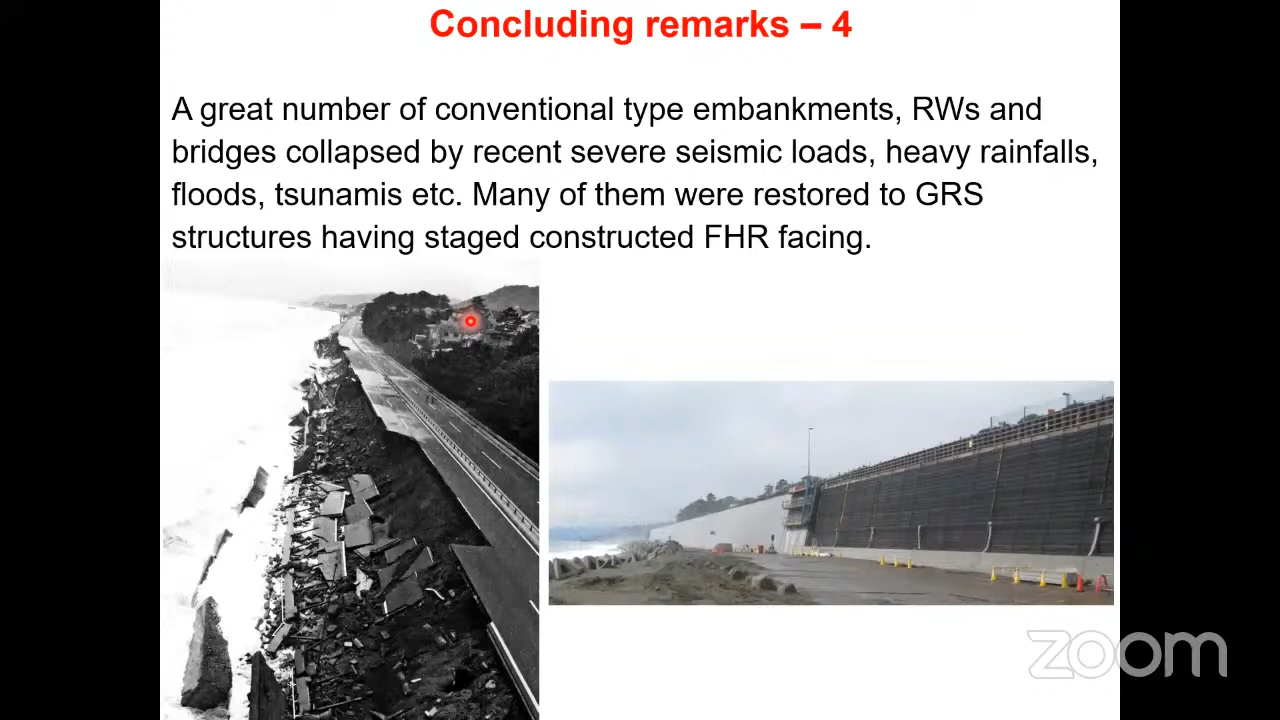 Concluding remarks – 4
A great number of conventional type embankments, RWs and
bridges collapsed by recent severe seismic loads, heavy rainfalls,
floods, tsunamis etc. Many of them were restored to GRS
structures having staged constructed FHR facing.
zoom